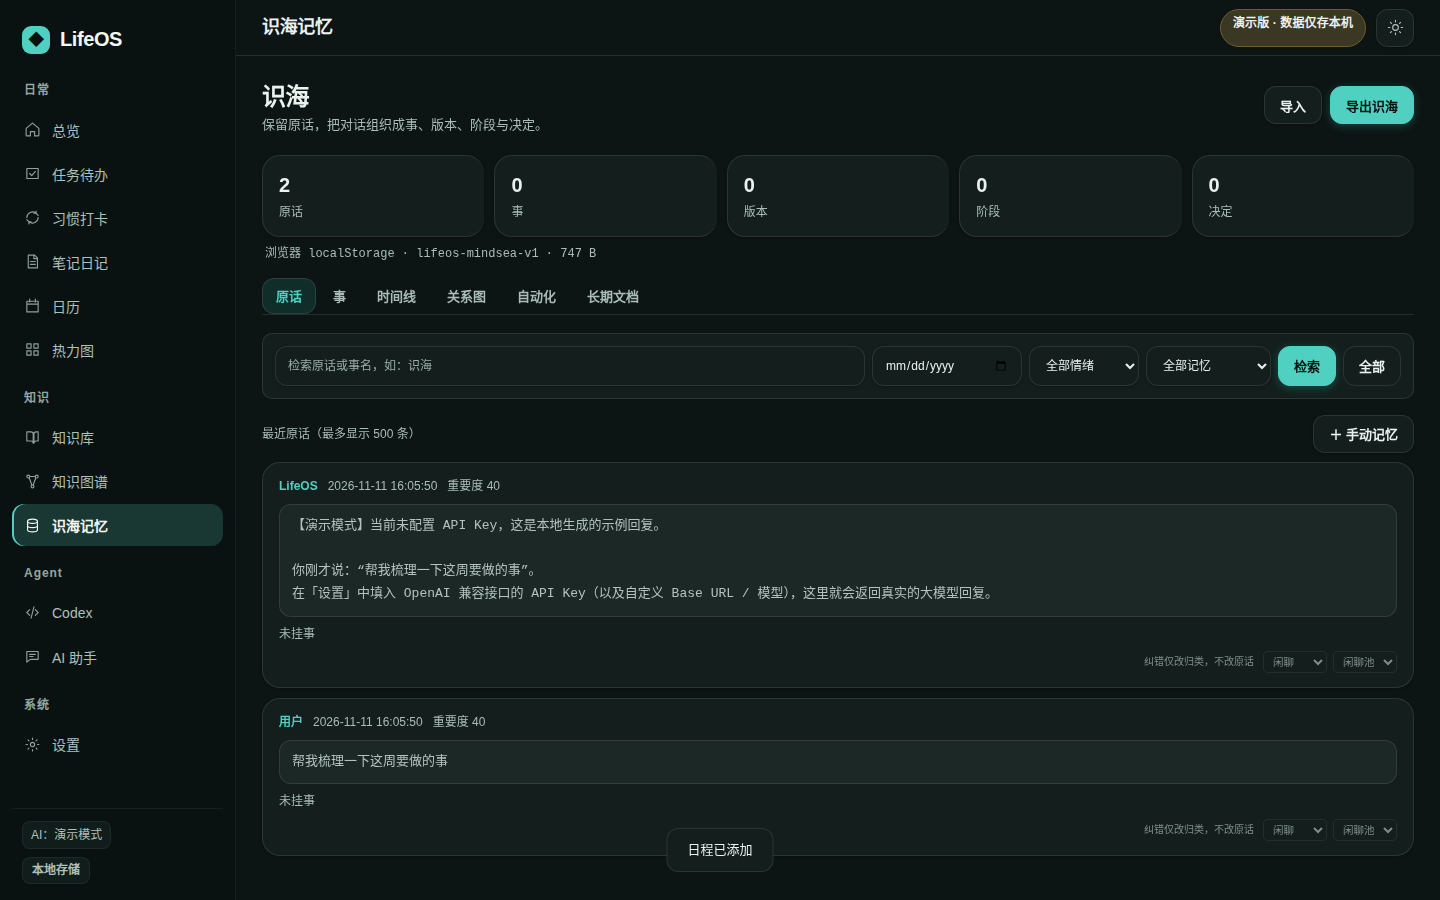 LifeOS
日常
总览
任务待办
习惯打卡
笔记日记
日历
热力图
知识
知识库
知识图谱
识海记忆
Agent
Codex
AI 助手
系统
设置
AI：演示模式
本地存储
识海记忆
演示版 · 数据仅存本机
识海
保留原话，把对话组织成事、版本、阶段与决定。
导入
导出识海
2
原话
0
事
0
版本
0
阶段
0
决定
浏览器 localStorage · lifeos-mindsea-v1 · 747 B
原话 事 时间线 关系图 自动化 长期文档
检索原话或事名，如：识海
mm/dd/yyyy
全部情绪
全部记忆
检索
全部
最近原话（最多显示 500 条）
＋ 手动记忆
LifeOS 2026-11-11 16:05:50 重要度 40
【演示模式】当前未配置 API Key，这是本地生成的示例回复。
你刚才说：“帮我梳理一下这周要做的事”。
在「设置」中填入 OpenAI 兼容接口的 API Key（以及自定义 Base URL / 模型），这里就会返回真实的大模型回复。
未挂事
纠错仅改归类，不改原话 闲聊 闲聊池
用户 2026-11-11 16:05:50 重要度 40
帮我梳理一下这周要做的事
未挂事
纠错仅改归类，不改原话 闲聊 闲聊池
日程已添加